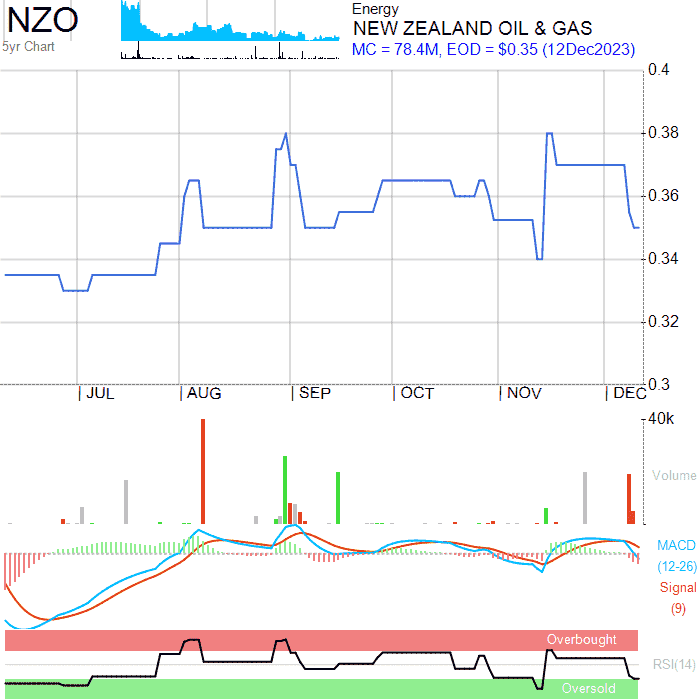 NZO
5yr Chart
Energy
NEW ZEALAND OIL & GAS
MC = 78.4M, EOD = $0.35 (12Dec2023)
0.4
0.38
0.36
0.34
0.32
0.3
JUL AUG SEP OCT NOV DEC
40k
Volume
MACD
(12-26)
Signal
(9)
Overbought
RSI(14)
Oversold